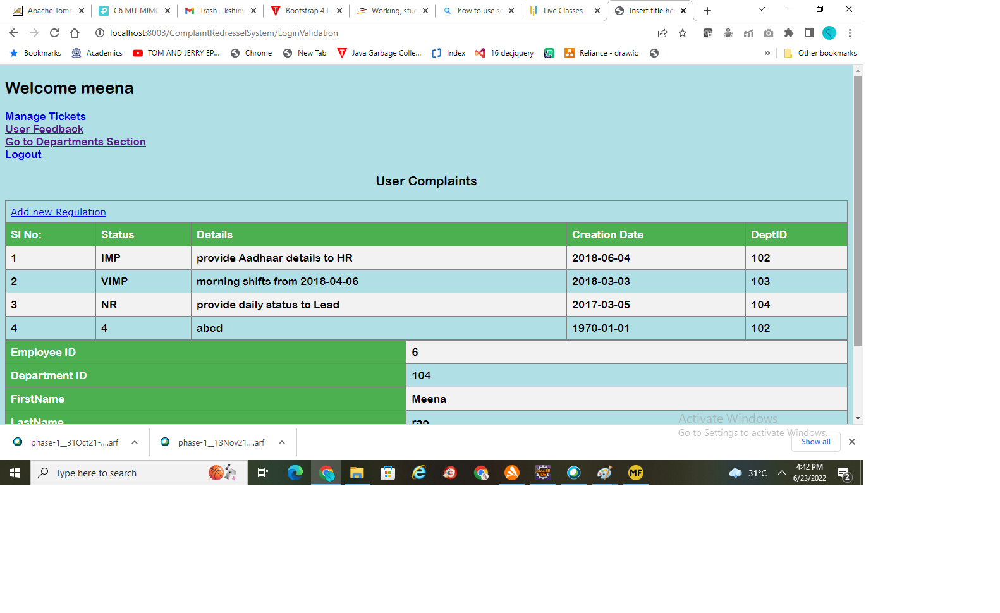 Apache Tomc
C6 MU-MIMO
Trash - kshiny
Bootstrap 4 L
Working, stud
how to use se
Live Classes
Insert title he
localhost:8003/ComplaintRedresselSystem/LoginValidation
Bookmarks
Academics
TOM AND JERRY EP...
Chrome
New Tab
Java Garbage Colle...
Index
16 decjquery
Reliance - draw.io
»
Other bookmarks
Welcome meena
Manage Tickets
User Feedback
Go to Departments Section
Logout
User Complaints
Add new Regulation
Sl No: Status Details Creation Date DeptID
1 IMP provide Aadhaar details to HR 2018-06-04 102
2 VIMP morning shifts from 2018-04-06 2018-03-03 103
3 NR provide daily status to Lead 2017-03-05 104
4 4 abcd 1970-01-01 102
Employee ID 6
Department ID 104
FirstName Meena
LastName rao
Activate Windows
Go to Settings to activate Windows.
phase-1__31Oct21-....arf
phase-1__13Nov21....arf
Show all
Type here to search
MF
31°C
4:42 PM
6/23/2022
2